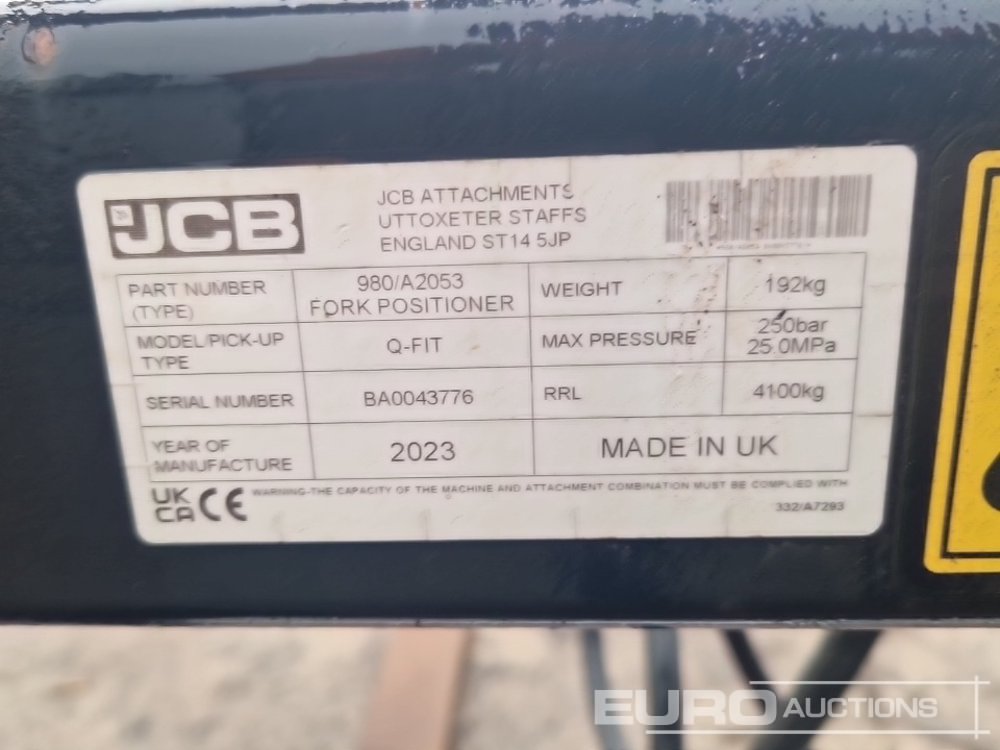 JCB
JCB ATTACHMENTS
UTTOXETER STAFFS
ENGLAND ST14 5JP
PART NUMBER
(TYPE)
980/A2053
FORK POSITIONER
WEIGHT
192kg
MODEL/PICK-UP
TYPE
Q-FIT
MAX PRESSURE
250bar
25.0MPa
SERIAL NUMBER
BA0043776
RRL
4100kg
YEAR OF
MANUFACTURE
2023
MADE IN UK
UK
CA
CE
WARNING-THE CAPACITY OF THE MACHINE AND ATTACHMENT COMBINATION MUST BE COMPLIED WITH
332/A7293
EURO AUCTIONS